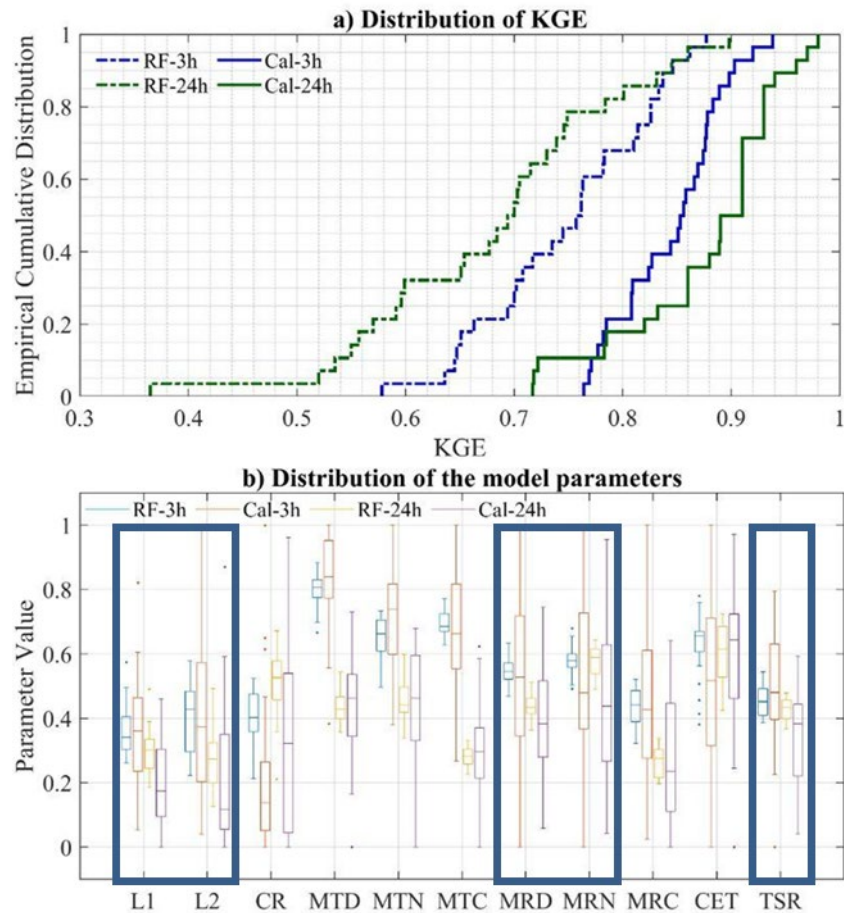 a) Distribution of KGE
RF-3h Cal-3h
RF-24h Cal-24h
Empirical Cumulative Distribution
1
0.8
0.6
0.4
0.2
0
0.3 0.4 0.5 0.6 0.7 0.8 0.9 1
KGE
b) Distribution of the model parameters
RF-3h Cal-3h RF-24h Cal-24h
Parameter Value
1
0.8
0.6
0.4
0.2
0
L1 L2 CR MTD MTN MTC MRD MRN MRC CET TSR